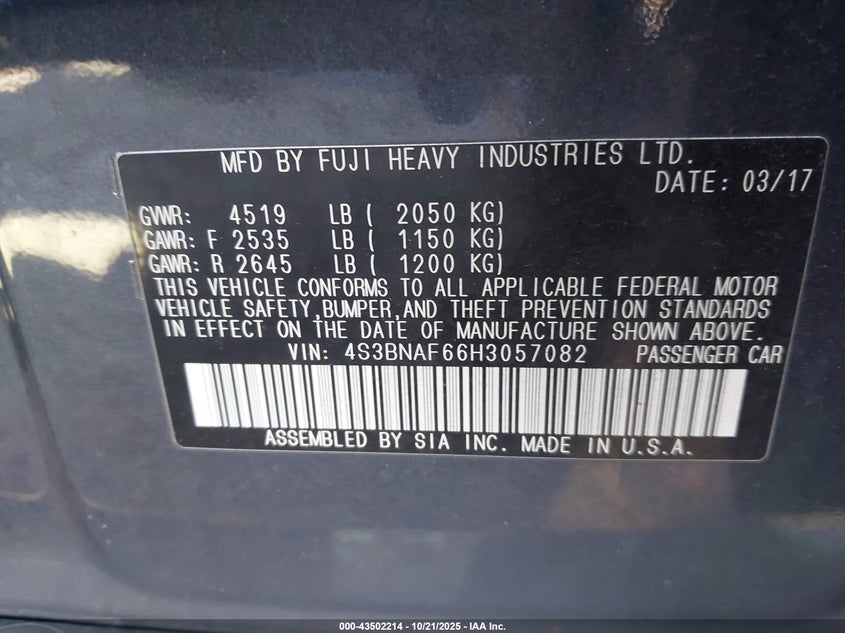 MFD BY FUJI HEAVY INDUSTRIES LTD.
DATE: 03/17
GVWR: 4519 LB ( 2050 KG)
GAWR: F 2535 LB ( 1150 KG)
GAWR: R 2645 LB ( 1200 KG)
THIS VEHICLE CONFORMS TO ALL APPLICABLE FEDERAL MOTOR
VEHICLE SAFETY,BUMPER,AND THEFT PREVENTION STANDARDS
IN EFFECT ON THE DATE OF MANUFACTURE SHOWN ABOVE.
VIN: 4S3BNAF66H3057082 PASSENGER CAR
ASSEMBLED BY SIA INC. MADE IN U.S.A.
000-43502214 - 10/21/2025 - IAA Inc.